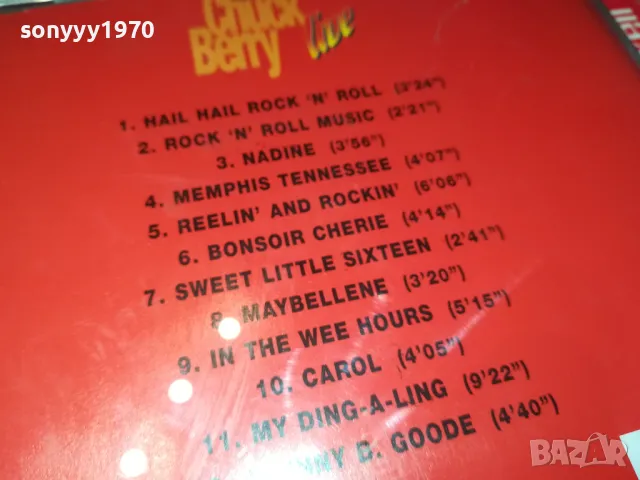 sonyyy1970
Chuck
Berry
live
1. HAIL HAIL ROCK 'N' ROLL (3'24")
2. ROCK 'N' ROLL MUSIC (2'21")
3. NADINE (3'56")
4. MEMPHIS TENNESSEE (4'07")
5. REELIN' AND ROCKIN' (6'06")
6. BONSOIR CHERIE (4'14")
7. SWEET LITTLE SIXTEEN (2'41")
8. MAYBELLENE (3'20")
9. IN THE WEE HOURS (5'15")
10. CAROL (4'05")
11. MY DING-A-LING (9'22")
B. GOODE (4'40")
BAZAR
bg